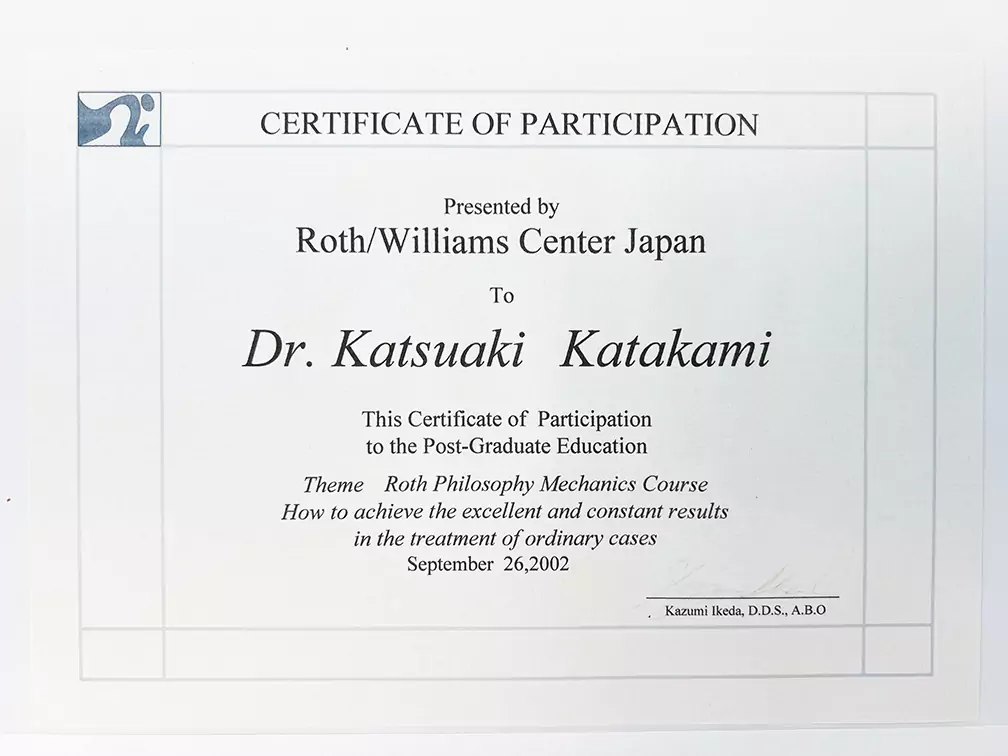 CERTIFICATE OF PARTICIPATION
Presented by
Roth/Williams Center Japan
To
Dr. Katsuaki Katakami
This Certificate of Participation
to the Post-Graduate Education
Theme Roth Philosophy Mechanics Course
How to achieve the excellent and constant results
in the treatment of ordinary cases
September 26,2002
Kazumi Ikeda, D.D.S., A.B.O